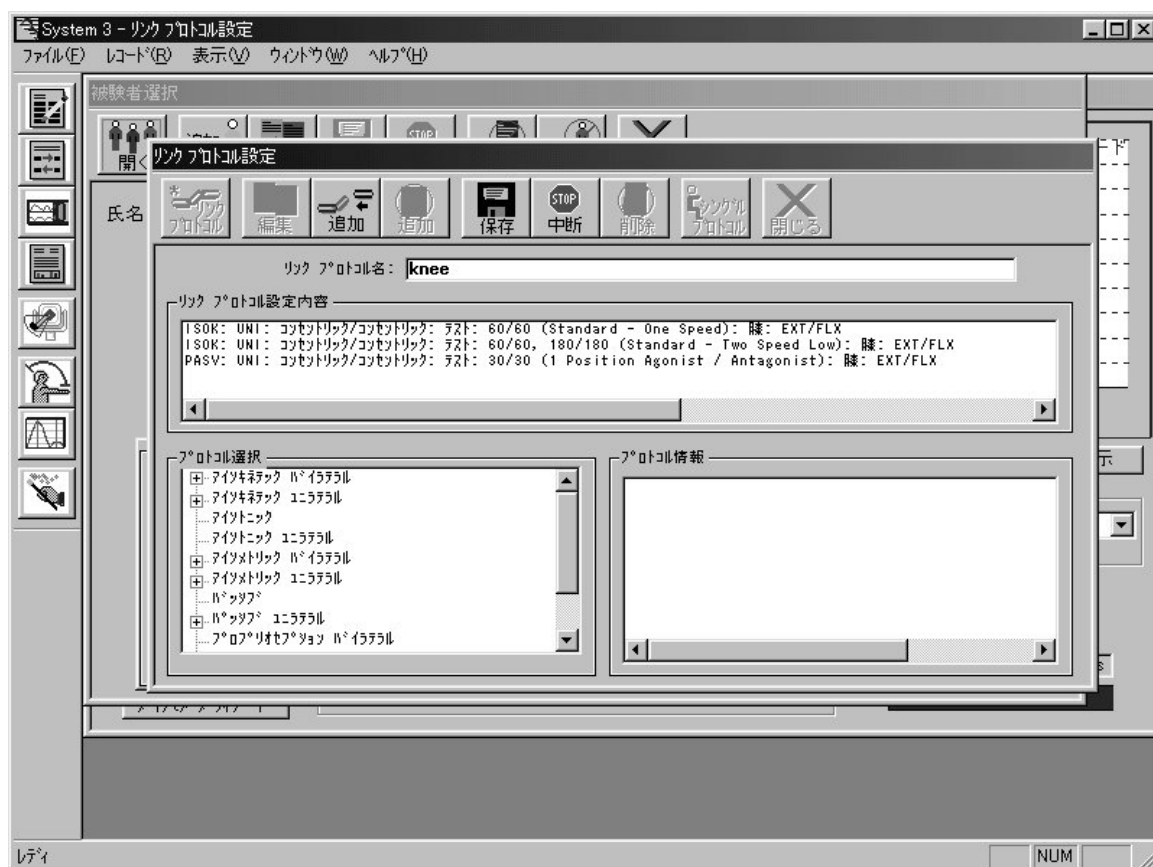 System 3 - リンク プロトコル設定
ファイル(F) レコード(R) 表示(V) ウィンドウ(W) ヘルプ(H)
被験者選択
開く
STOP
リンク プロトコル設定
リンク プロトコル
編集
追加
追加
保存
STOP
中断
削除
シングル プロトコル
閉じる
氏名
リンク プロトコル名: knee
リンク プロトコル設定内容
ISOK: UNI: コンセントリック/コンセントリック: テスト: 60/60 (Standard - One Speed): 膝: EXT/FLX
ISOK: UNI: コンセントリック/コンセントリック: テスト: 60/60, 180/180 (Standard - Two Speed Low): 膝: EXT/FLX
PASV: UNI: コンセントリック/コンセントリック: テスト: 30/30 (1 Position Agonist / Antagonist): 膝: EXT/FLX
プロトコル選択
アイソキネテック バイラテラル
アイソキネテック ユニラテラル
アイソトニック
アイソトニック ユニラテラル
アイソメトリック バイラテラル
アイソメトリック ユニラテラル
パッシブ
パッシブ ユニラテラル
プロプリオセプション バイラテラル
プロトコル情報
示
レディ
NUM